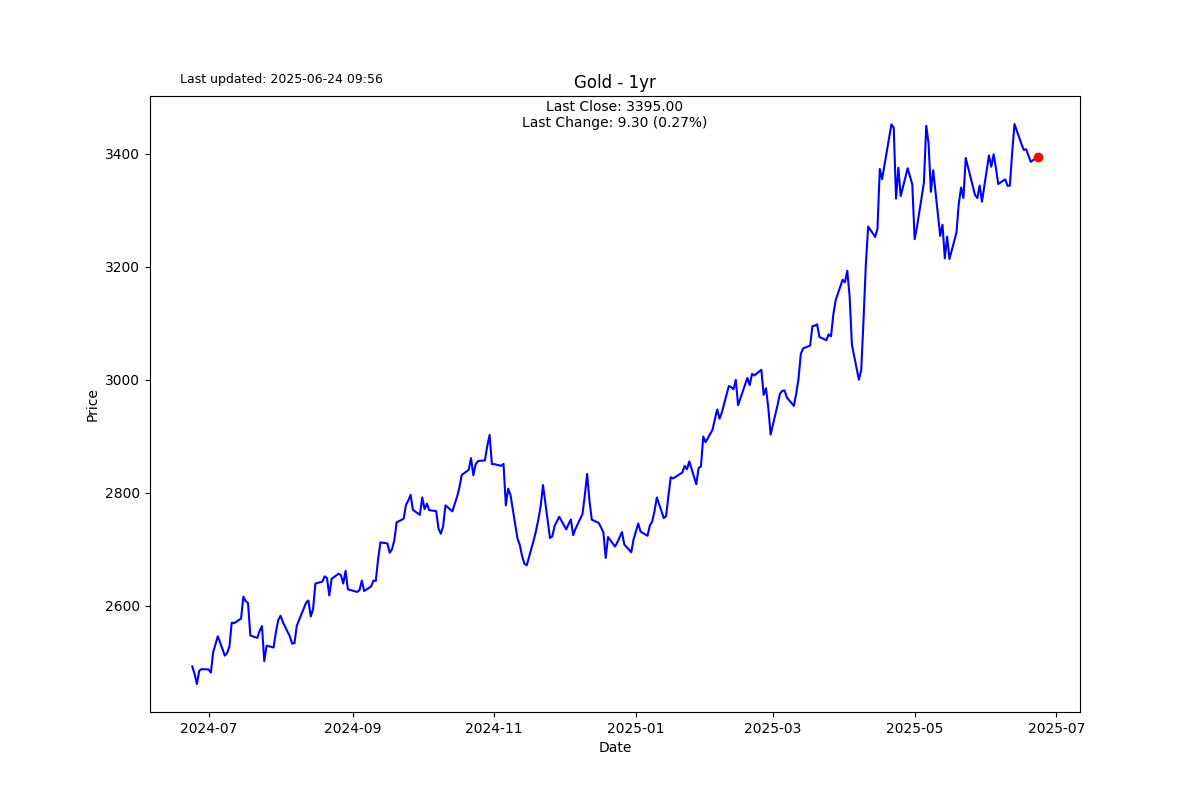 Last updated: 2025-06-24 09:56
Gold - 1yr
Last Close: 3395.00
Last Change: 9.30 (0.27%)
3400
3200
3000
2800
2600
Price
2024-07
2024-09
2024-11
2025-01
2025-03
2025-05
2025-07
Date